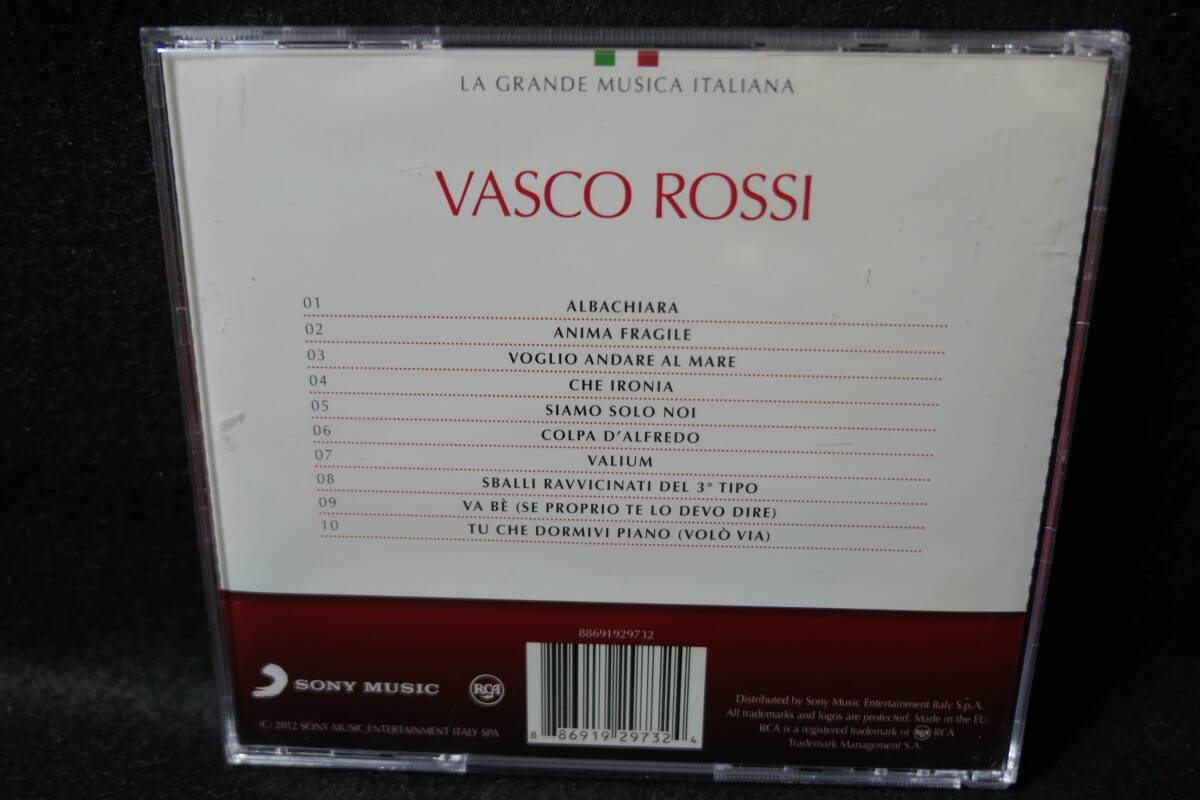 LA GRANDE MUSICA ITALIANA
VASCO ROSSI
01 ALBACHIARA
02 ANIMA FRAGILE
03 VOGLIO ANDARE AL MARE
04 CHE IRONIA
05 SIAMO SOLO NOI
06 COLPA D'ALFREDO
07 VALIUM
08 SBALLI RAVVICINATI DEL 3° TIPO
09 VA BÈ (SE PROPRIO TE LO DEVO DIRE)
10 TU CHE DORMIVI PIANO (VOLÒ VIA)
88691929732
SONY MUSIC
RCA
(C) 2012 SONY MUSIC ENTERTAINMENT ITALY SPA
8 86919 29732 4
Distributed by Sony Music Entertainment Italy S.p.A.
All trademarks and logos are protected. Made in the EU.
RCA is a registered trademark of RCA RCA
Trademark Management S.A.